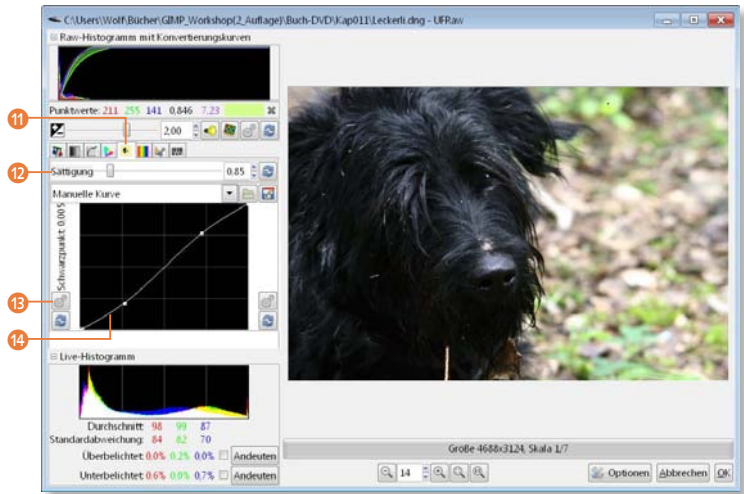 C:\Users\Wolf\Bücher\GIMP_Workshop(2_Auflage)\Buch-DVD\Kap011\Leckerli.dng - UFRaw
Raw-Histogramm mit Konvertierungskurven
Punktwerte: 211 255 141 0,846 7,23
11
2,00
12
Sättigung 0.85
Manuelle Kurve
Schwarzpunkt: 0.00 S
13
14
Live-Histogramm
Durchschnitt: 98 99 87
Standardabweichung: 84 82 70
Überbelichtet: 0.0% 0.2% 0.0% Andeuten
Unterbelichtet: 0.6% 0.0% 0,7% Andeuten
Größe 4688x3124, Skala 1/7
14
Optionen Abbrechen OK